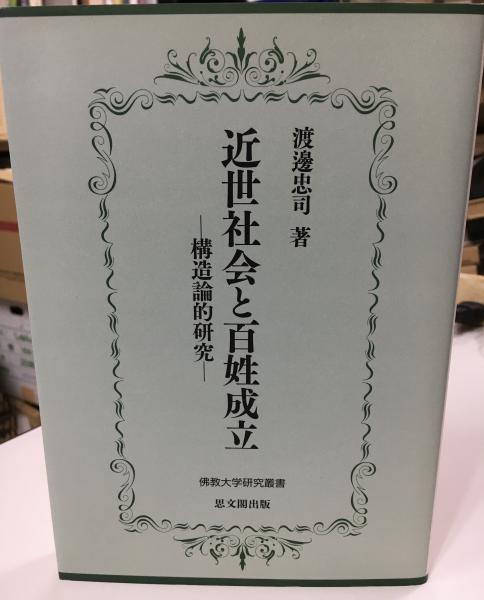 渡邊忠司 著
近世社会と百姓成立
―構造論的研究―
佛教大学研究叢書
思文閣出版